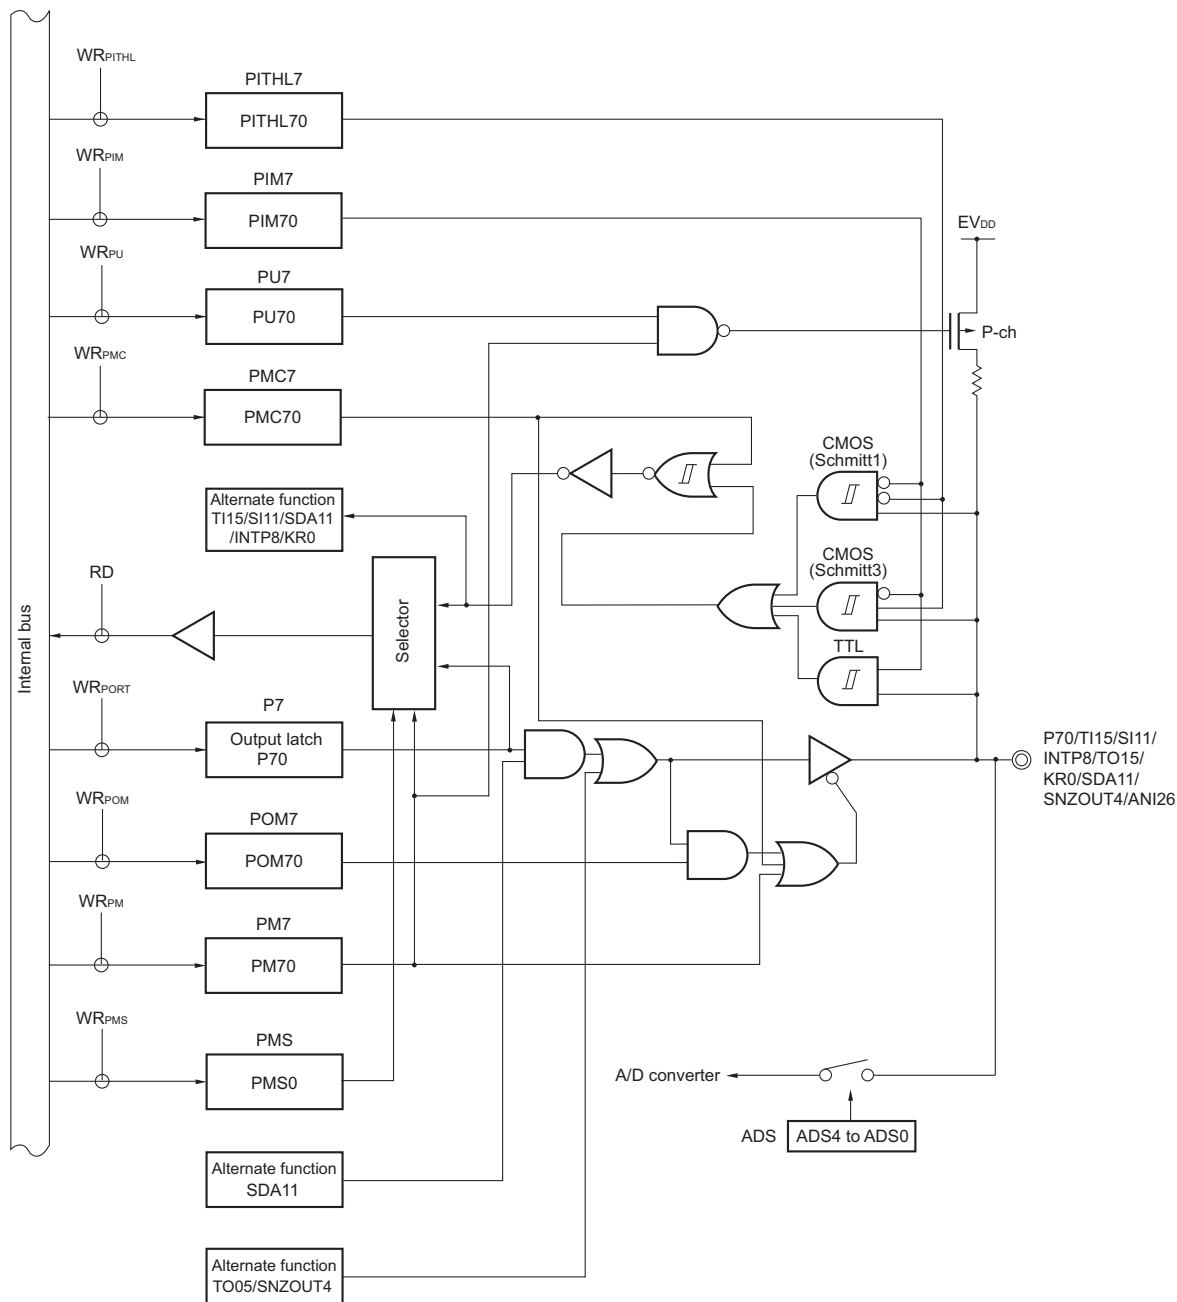 WRPITHL
PITHL7
PITHL70
WRPIM
PIM7
PIM70
EVDD
WRPU
PU7
PU70
P-ch
WRPMC
PMC7
PMC70
CMOS
(Schmitt1)
Alternate function
TI15/SI11/SDA11
/INTP8/KR0
CMOS
(Schmitt3)
RD
Selector
Internal bus
TTL
WRPORT
P7
Output latch
P70
P70/TI15/SI11/
INTP8/TO15/
KR0/SDA11/
SNZOUT4/ANI26
WRPOM
POM7
POM70
WRPM
PM7
PM70
WRPMS
PMS
PMS0
A/D converter
ADS
ADS4 to ADS0
Alternate function
SDA11
Alternate function
TO05/SNZOUT4